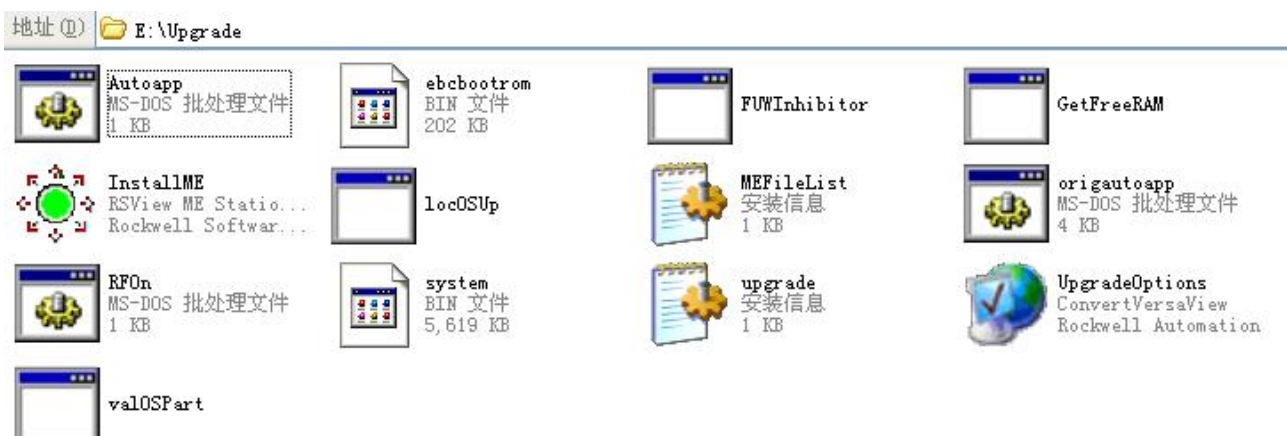 地址(D) E:\Upgrade
Autoapp
MS-DOS 批处理文件
1 KB
ebcbootrom
BIN 文件
202 KB
FUWInhibitor
GetFreeRAM
InstallME
RSView ME Statio...
Rockwell Softwar...
locOSUp
MEFileList
安装信息
1 KB
origautoapp
MS-DOS 批处理文件
4 KB
RFOn
MS-DOS 批处理文件
1 KB
system
BIN 文件
5,619 KB
upgrade
安装信息
1 KB
UpgradeOptions
ConvertVersaView
Rockwell Automation
valOSPart